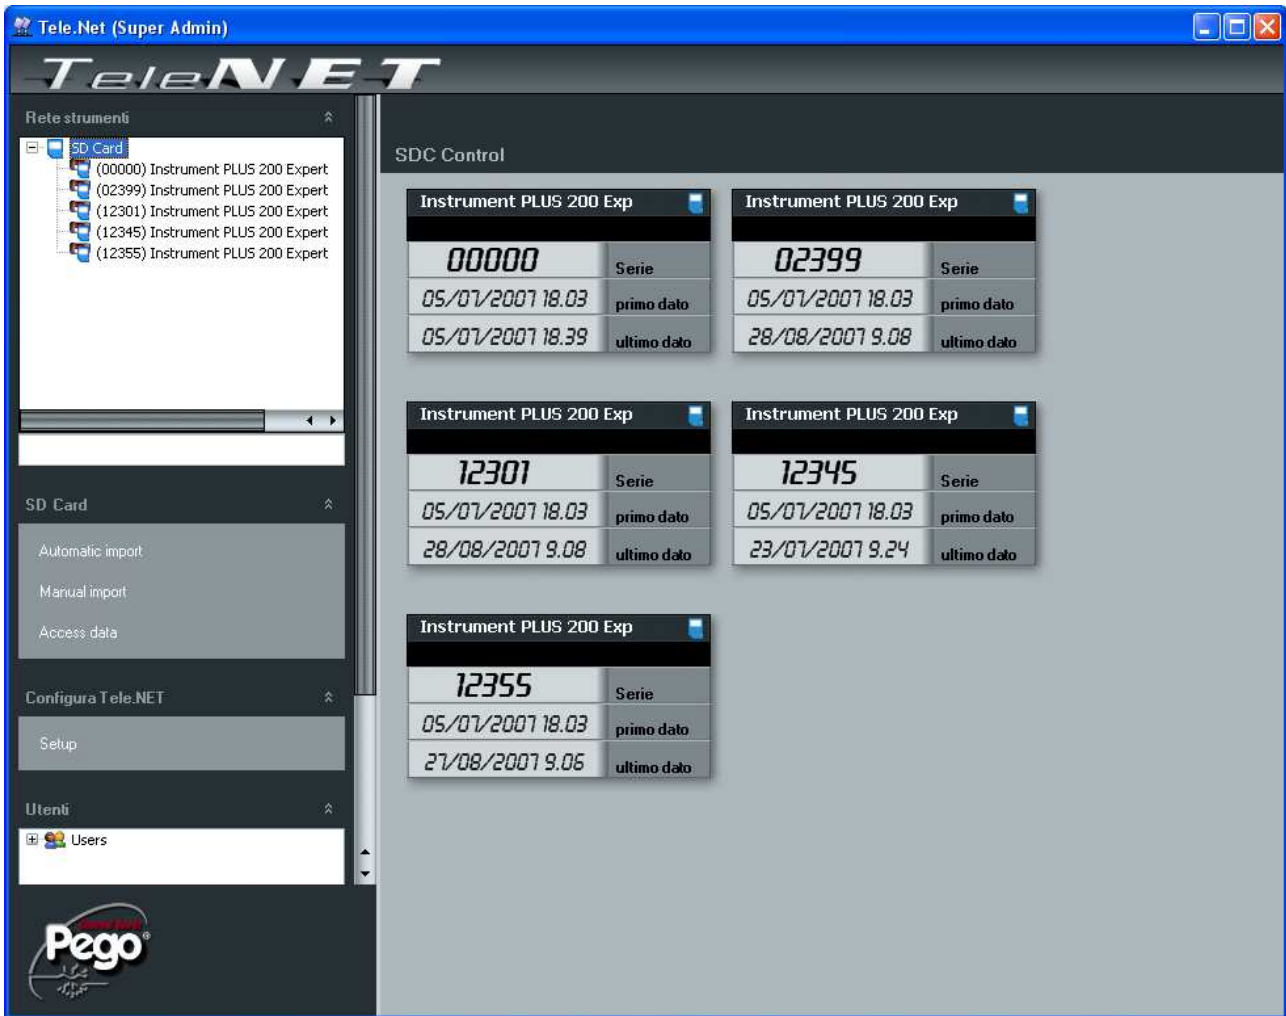 Tele.Net (Super Admin)
TeleNET
Rete strumenti
SD Card
(00000) Instrument PLUS 200 Expert
(02399) Instrument PLUS 200 Expert
(12301) Instrument PLUS 200 Expert
(12345) Instrument PLUS 200 Expert
(12355) Instrument PLUS 200 Expert
SD Card
Automatic import
Manual import
Access data
Configura Tele.NET
Setup
Utenti
Users
Pego®
SDC Control
Instrument PLUS 200 Exp
00000 Serie
05/07/2007 18.03 primo dato
05/07/2007 18.39 ultimo dato
Instrument PLUS 200 Exp
02399 Serie
05/07/2007 18.03 primo dato
28/08/2007 9.08 ultimo dato
Instrument PLUS 200 Exp
12301 Serie
05/07/2007 18.03 primo dato
28/08/2007 9.08 ultimo dato
Instrument PLUS 200 Exp
12345 Serie
05/07/2007 18.03 primo dato
23/07/2007 9.24 ultimo dato
Instrument PLUS 200 Exp
12355 Serie
05/07/2007 18.03 primo dato
27/08/2007 9.06 ultimo dato